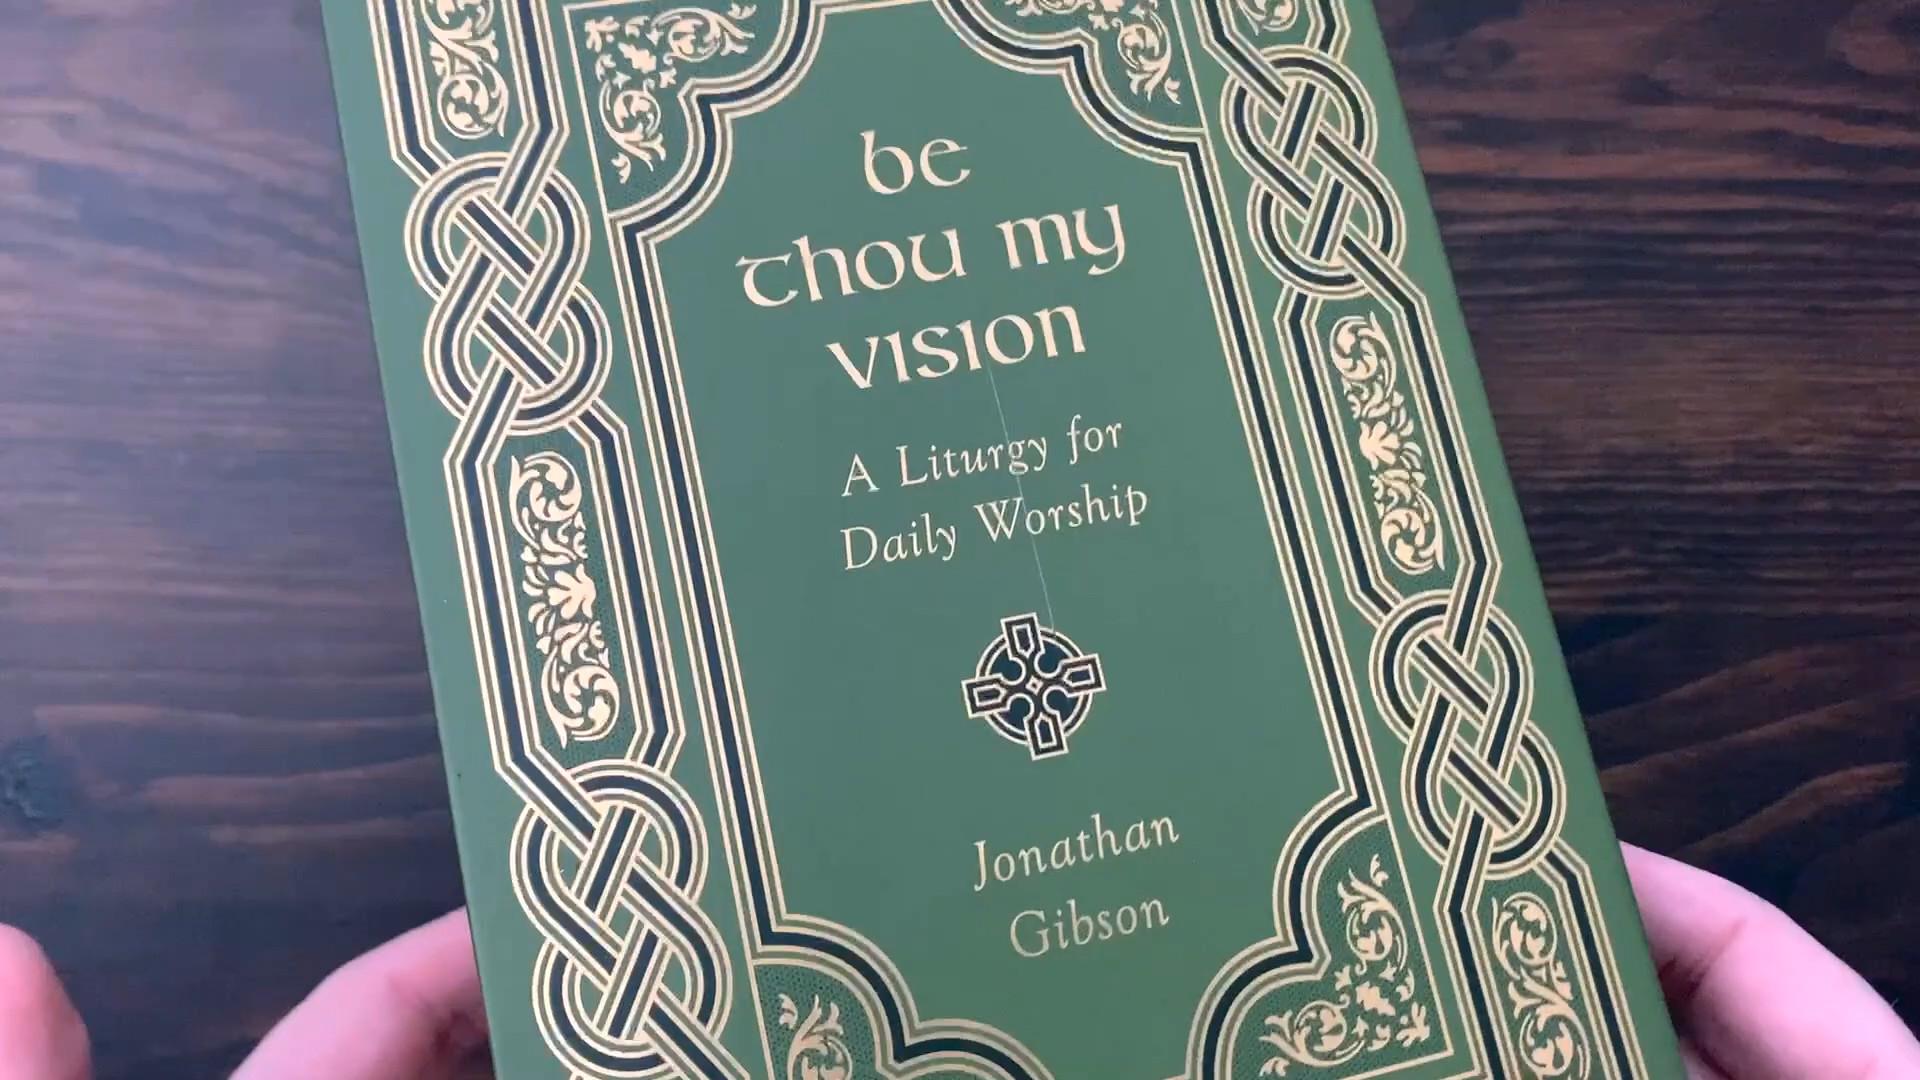 be
thou my
vision
A Liturgy for
Daily Worship
Jonathan
Gibson